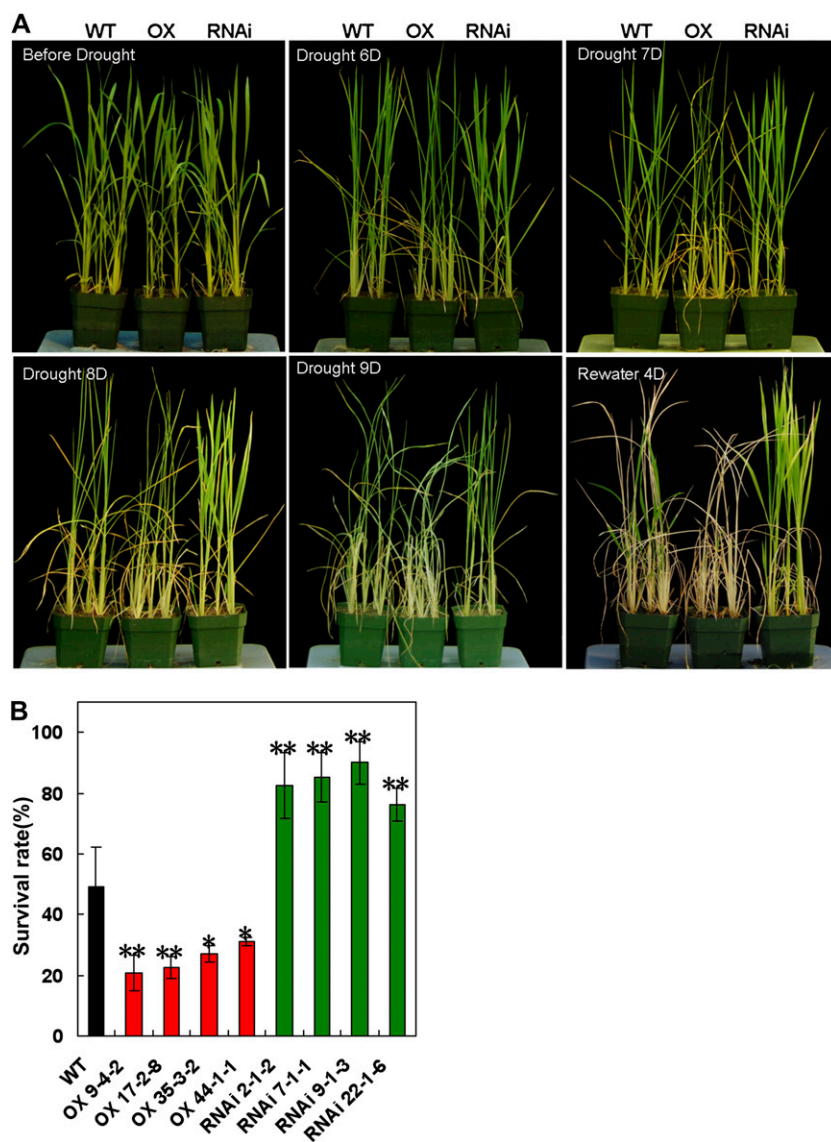 A
WT OX RNAi WT OX RNAi WT OX RNAi
Before Drought Drought 6D Drought 7D
Drought 8D Drought 9D Rewater 4D
B
100
80
60
40
20
0
Survival rate(%)
** ** * * ** ** ** **
WT
OX 9-4-2
OX 17-2-8
OX 35-3-2
OX 44-1-1
RNAi 2-1-2
RNAi 7-1-1
RNAi 9-1-3
RNAi 22-1-6